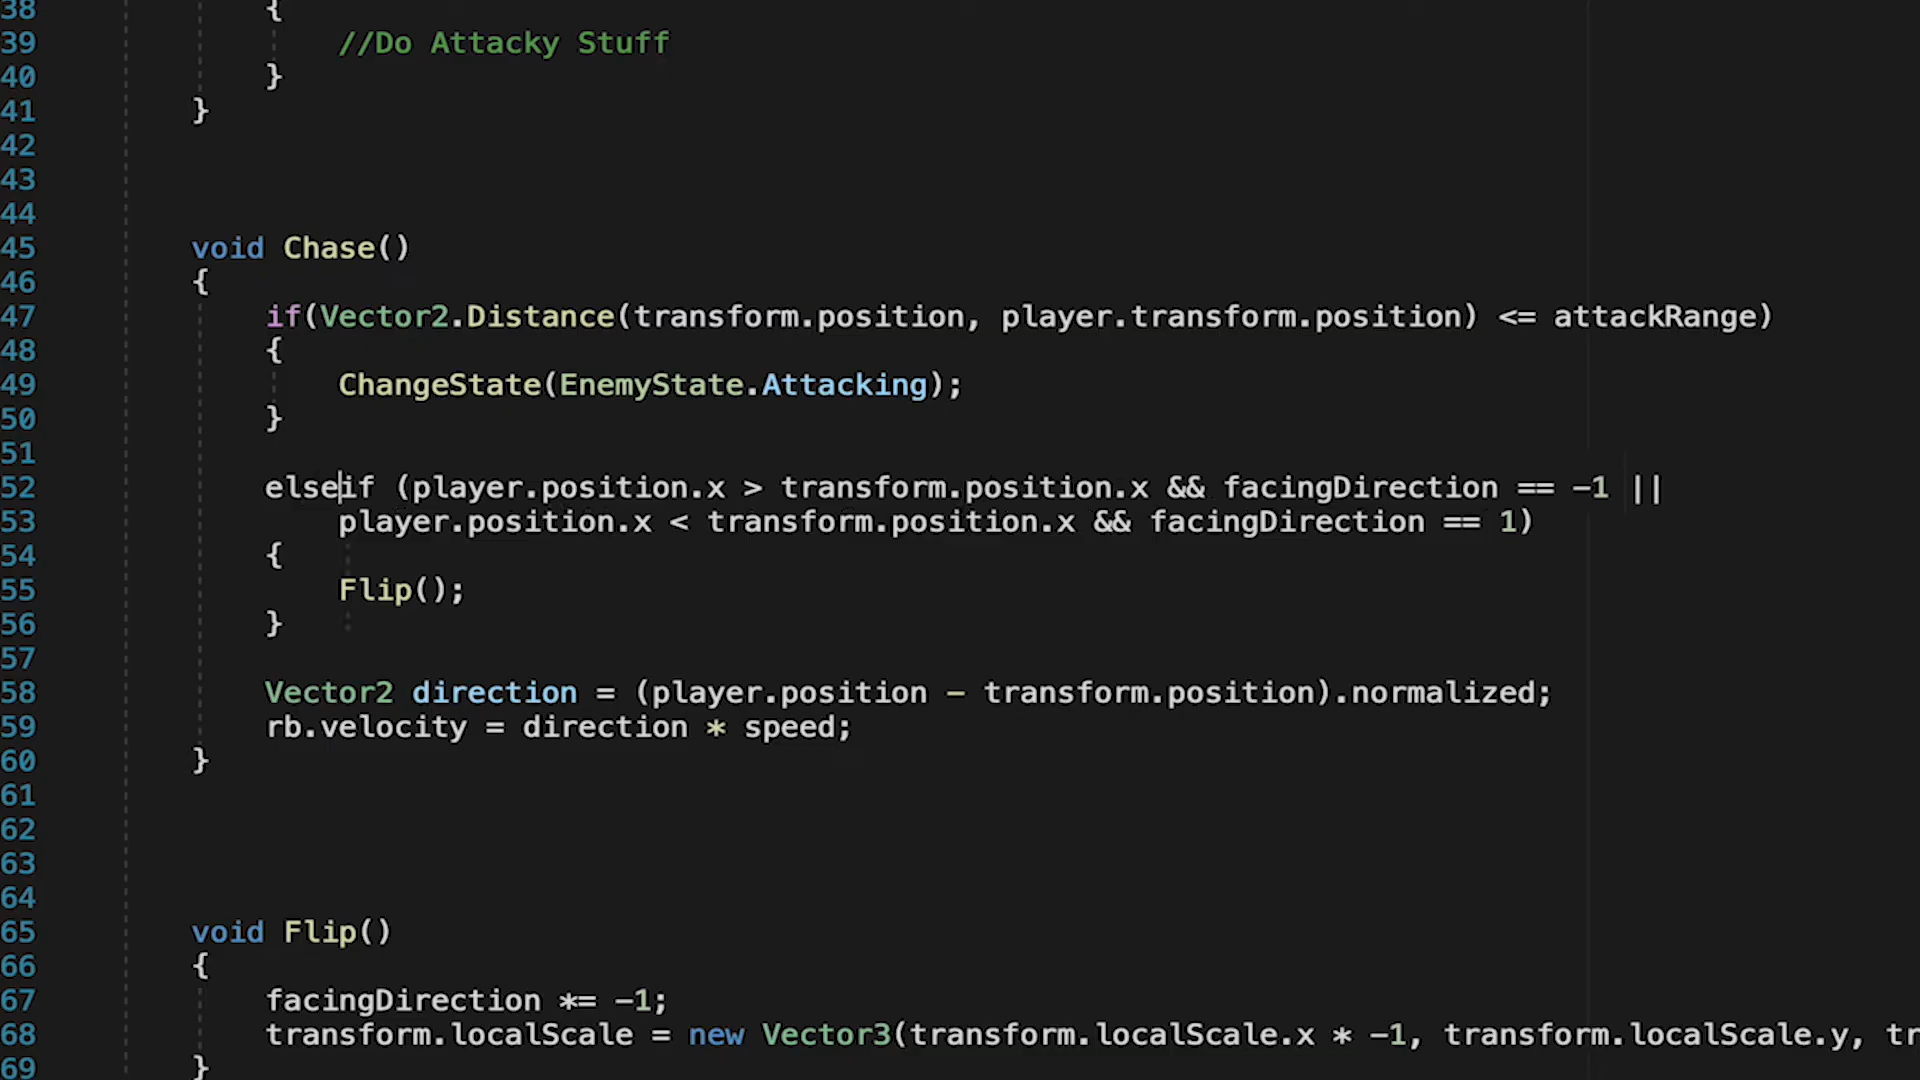 38 {
39 //Do Attacky Stuff
40 }
41 }
42
43
44
45 void Chase()
46 {
47 if(Vector2.Distance(transform.position, player.transform.position) <= attackRange)
48 {
49 ChangeState(EnemyState.Attacking);
50 }
51
52 elseif (player.position.x > transform.position.x && facingDirection == -1 ||
53 player.position.x < transform.position.x && facingDirection == 1)
54 {
55 Flip();
56 }
57
58 Vector2 direction = (player.position - transform.position).normalized;
59 rb.velocity = direction * speed;
60 }
61
62
63
64
65 void Flip()
66 {
67 facingDirection *= -1;
68 transform.localScale = new Vector3(transform.localScale.x * -1, transform.localScale.y, tr
69 }